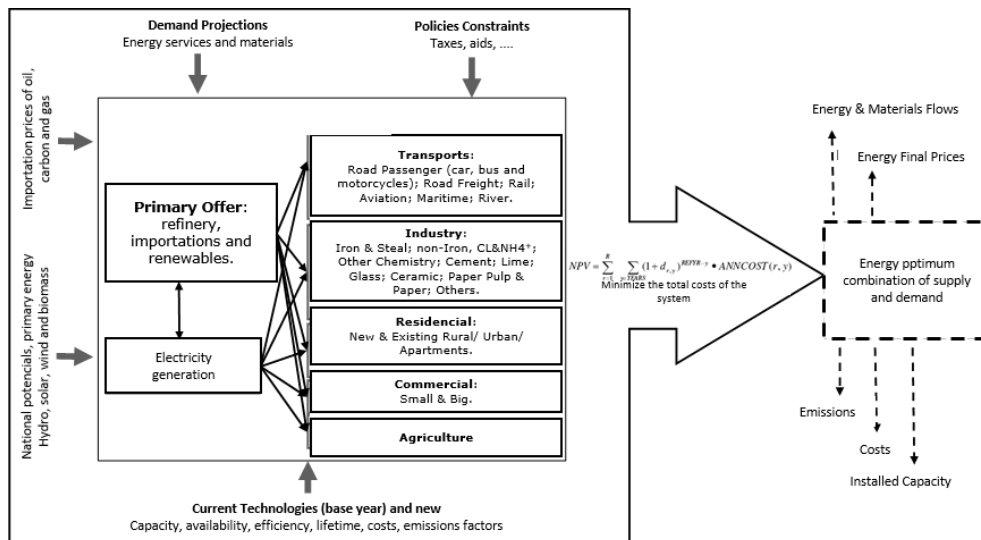 Demand Projections
Energy services and materials
Policies Constraints
Taxes, aids, ....
Importation prices of oil,
carbon and gas
National potencials, primary energy
Hydro, solar, wind and biomass
Primary Offer:
refinery,
importations and
renewables.
Electricity
generation
Transports:
Road Passenger (car, bus and
motorcycles); Road Freight; Rail;
Aviation; Maritime; River.
Industry:
Iron & Steal; non-Iron, CL&NH4⁺;
Other Chemistry; Cement; Lime;
Glass; Ceramic; Paper Pulp &
Paper; Others.
Residencial:
New & Existing Rural/ Urban/
Apartments.
Commercial:
Small & Big.
Agriculture
Current Technologies (base year) and new
Capacity, availability, efficiency, lifetime, costs, emissions factors
NPV = ∑ ∑ (1 + d_{r,y})^{REFYR-y} • ANNCOST(r, y)
Minimize the total costs of the
system
Energy & Materials Flows
Energy Final Prices
Energy pptimum
combination of supply
and demand
Emissions
Costs
Installed Capacity